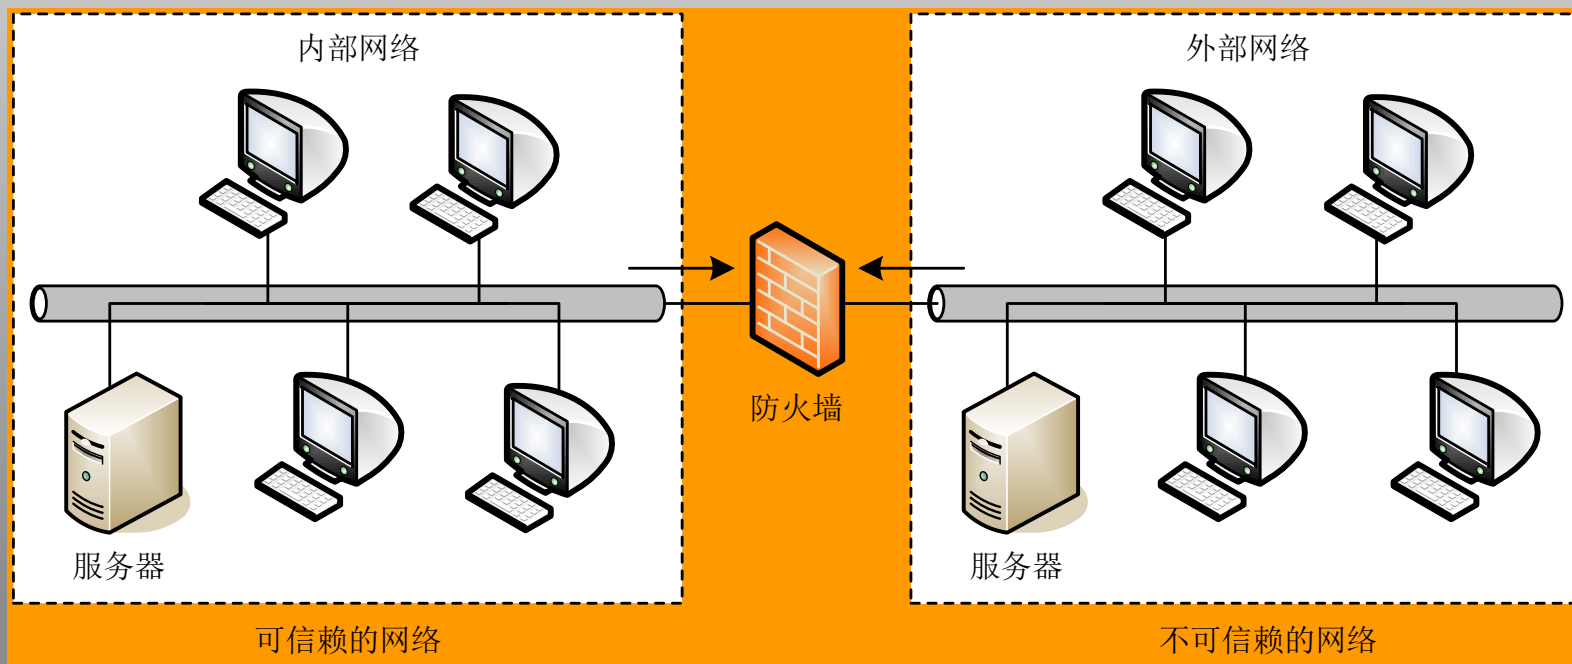 内部网络
外部网络
防火墙
服务器
服务器
可信赖的网络
不可信赖的网络